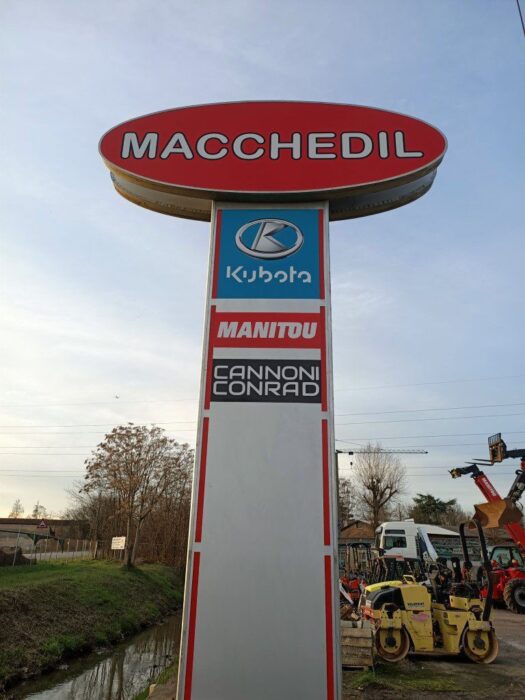 MACCHEDIL
Kubota
MANITOU
CANNONI
CONRAD